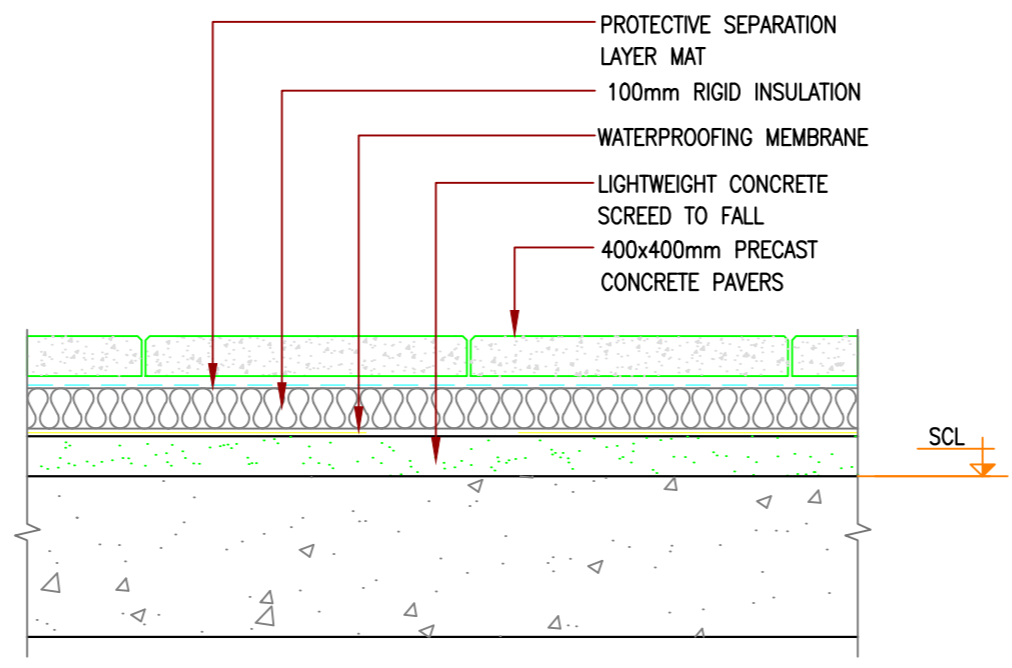 PROTECTIVE SEPARATION
LAYER MAT
100mm RIGID INSULATION
WATERPROOFING MEMBRANE
LIGHTWEIGHT CONCRETE
SCREED TO FALL
400x400mm PRECAST
CONCRETE PAVERS
SCL